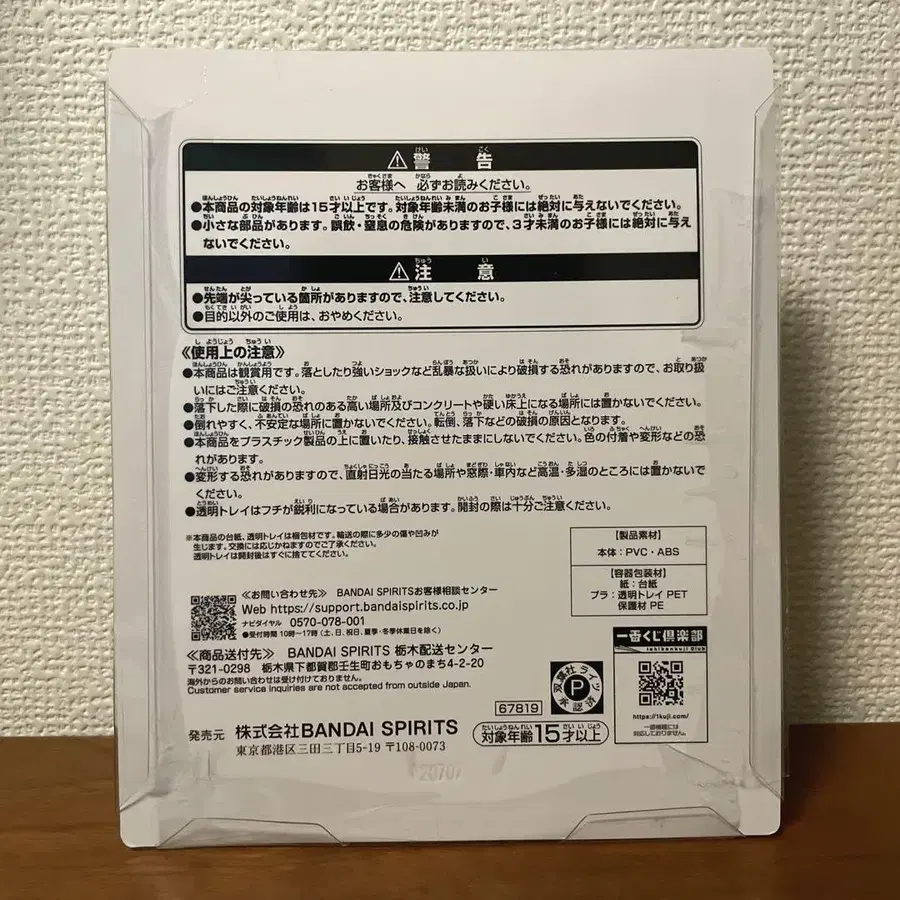 ⚠警告
お客様へ 必ずお読みください。
●本商品の対象年齢は15才以上です。対象年齢未満のお子様には絶対に与えないでください。
●小さな部品があります。誤飲・窒息の危険がありますので、3才未満のお子様には絶対に与え
ないでください。
⚠注意
●先端が尖っている箇所がありますので、注意してください。
●目的以外のご使用は、おやめください。
《使用上の注意》
●本商品は観賞用です。落としたり強いショックなど乱暴な扱いにより破損する恐れがありますので、お取り扱
いにはご注意ください。
●落下した際に破損の恐れのある高い場所及びコンクリートや硬い床上になる場所には置かないでください。
●倒れやすく、不安定な場所に置かないでください。転倒、落下などの破損の原因となります。
●本商品をプラスチック製品の上に置いたり、接触させたままにしないでください。色の付着や変形などの恐
れがあります。
●変形する恐れがありますので、直射日光の当たる場所や窓際・車内など高温・多湿のところには置かないで
ください。
●透明トレイはフチが鋭利になっている場合があります。開封の際は十分ご注意ください。
※本商品の台紙、透明トレイは梱包材です。輸送の際に多少の傷や凹みが
生じます。交換には応じかねますのでご了承ください。
透明トレイは開封後はすぐに捨ててください。
【製品素材】
本体：PVC・ABS
【容器包装材】
紙：台紙
プラ：透明トレイ PET
保護材 PE
≪お問い合わせ先≫ BANDAI SPIRITSお客様相談センター
Web https://support.bandaispirits.co.jp
ナビダイヤル 0570-078-001
●受付時間 10時〜17時（土、日、祝日、夏季・冬季休業日を除く）
≪商品送付先≫ BANDAI SPIRITS 栃木配送センター
〒321-0298 栃木県下都賀郡壬生町おもちゃのまち4-2-20
海外からのお問い合わせは受け付けておりません。
Customer service inquiries are not accepted from outside Japan.
一番くじ倶楽部
Ichibankuji Club
https://1kuji.com/
一部機種には
対応しておりません。
双葉社ライツ
P
承認済
67819
対象年齢15才以上
発売元 株式会社BANDAI SPIRITS
東京都港区三田三丁目5-19 〒108-0073